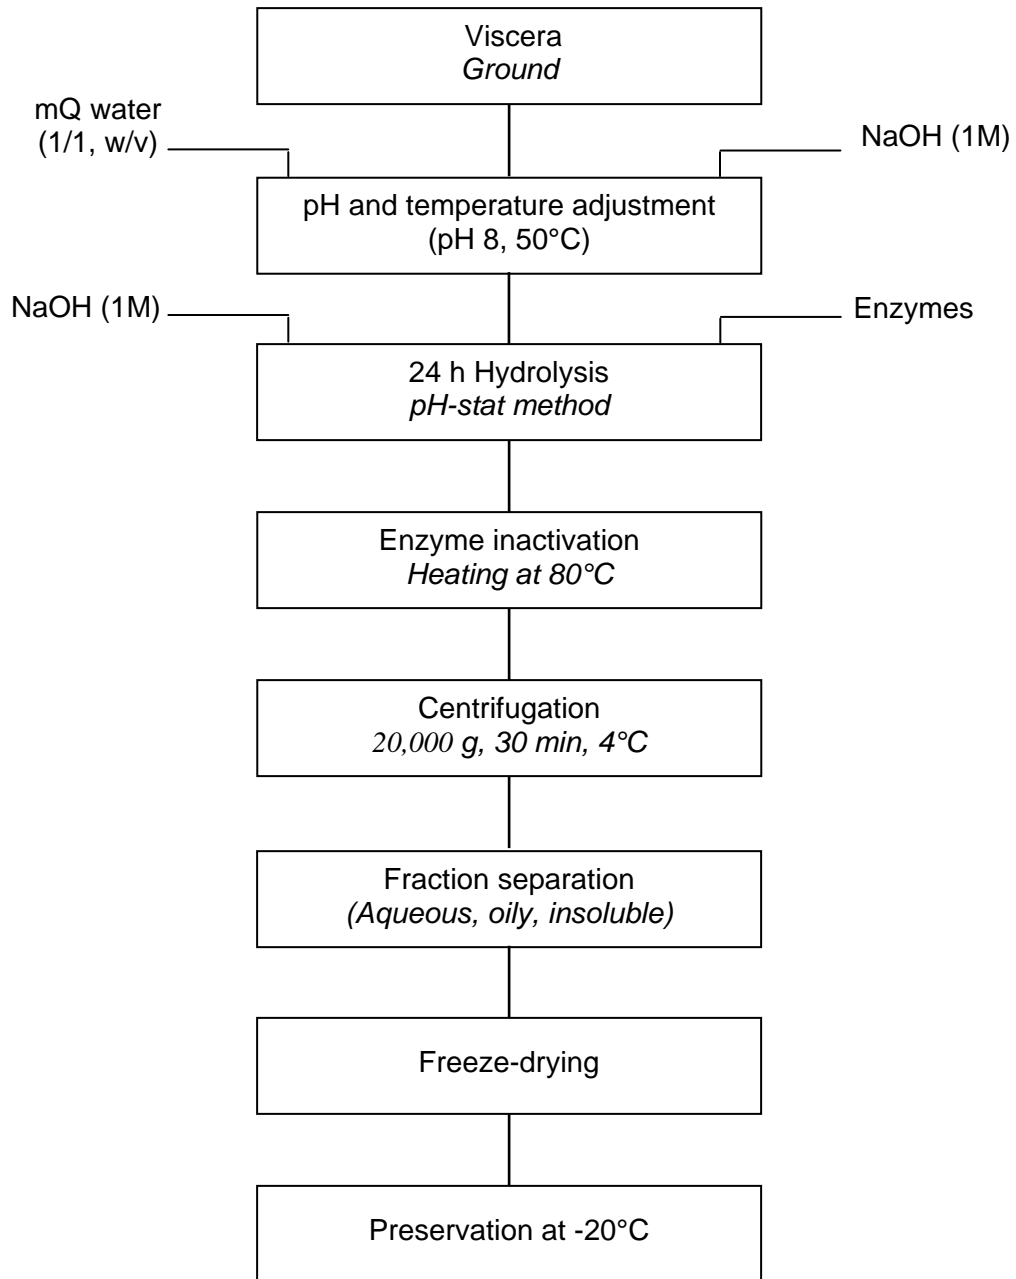 Viscera
Ground
mQ water
(1/1, w/v)
NaOH (1M)
pH and temperature adjustment
(pH 8, 50°C)
NaOH (1M)
Enzymes
24 h Hydrolysis
pH-stat method
Enzyme inactivation
Heating at 80°C
Centrifugation
20,000 g, 30 min, 4°C
Fraction separation
(Aqueous, oily, insoluble)
Freeze-drying
Preservation at -20°C